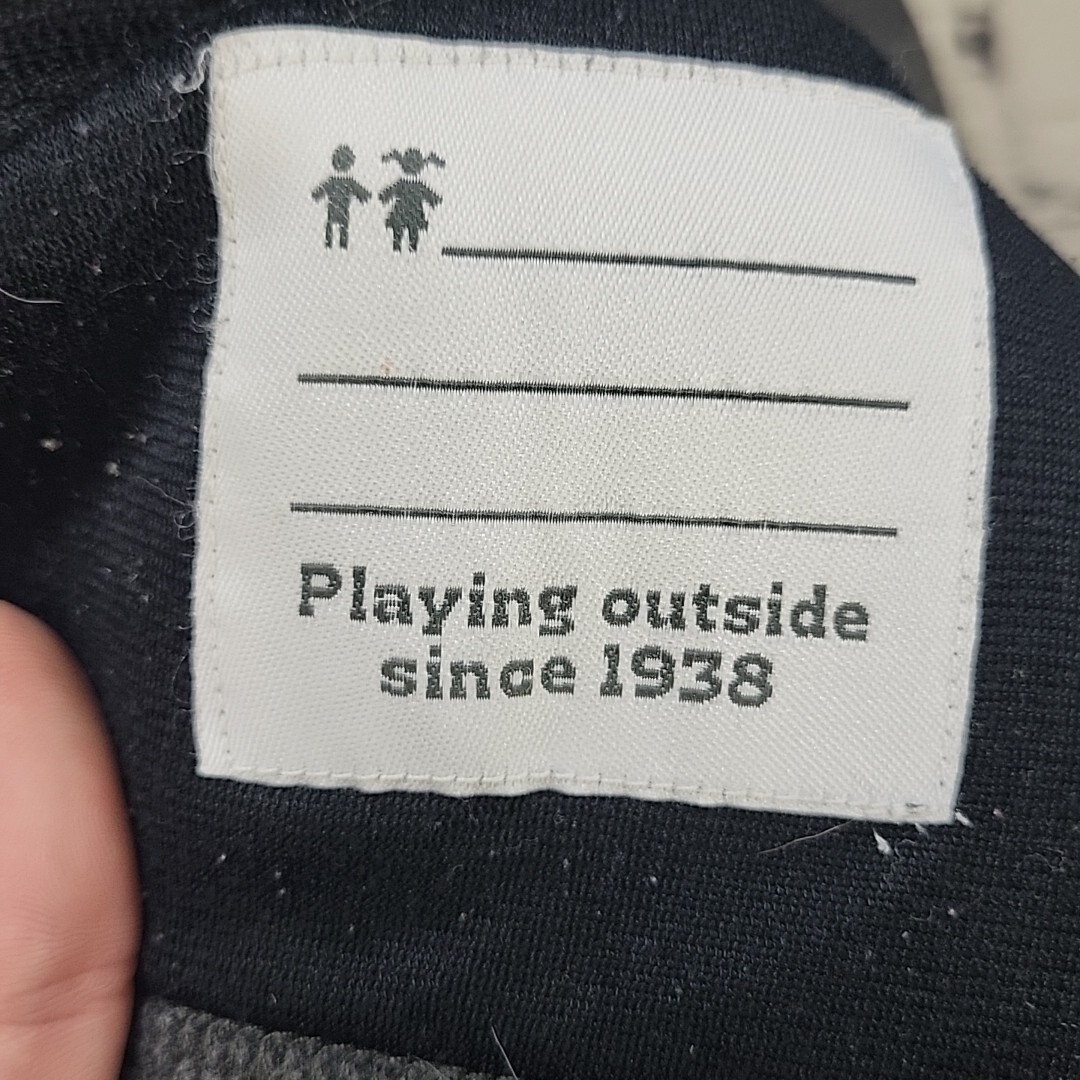 Playing outside
since 1938